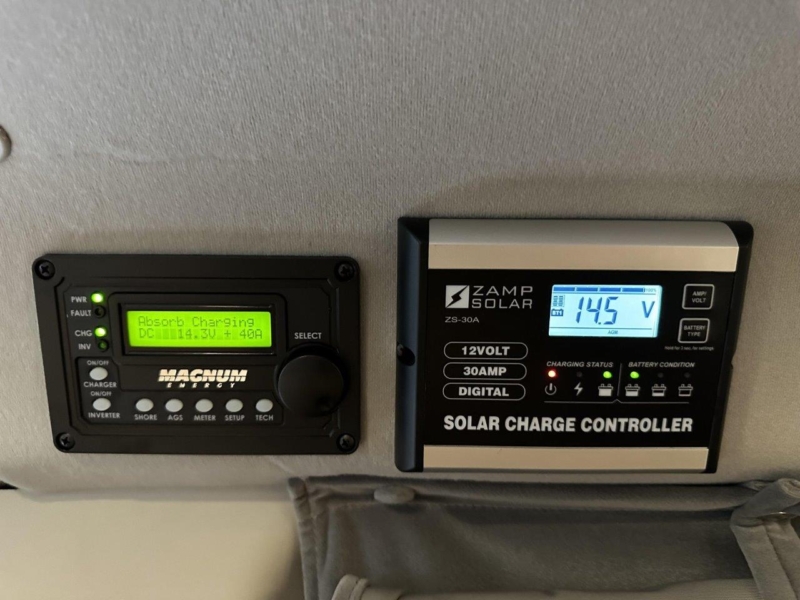 PWR
FAULT
CHG
INV
Absorb Charging
DC 14.3V + 40A
SELECT
ON/OFF
CHARGER
ON/OFF
INVERTER
MAGNUM
ENERGY
SHORE AGS METER SETUP TECH
ZAMP
SOLAR
ZS-30A
14.5 V
AMP/
VOLT
BATTERY
TYPE
12VOLT
30AMP
DIGITAL
CHARGING STATUS
BATTERY CONDITION
SOLAR CHARGE CONTROLLER